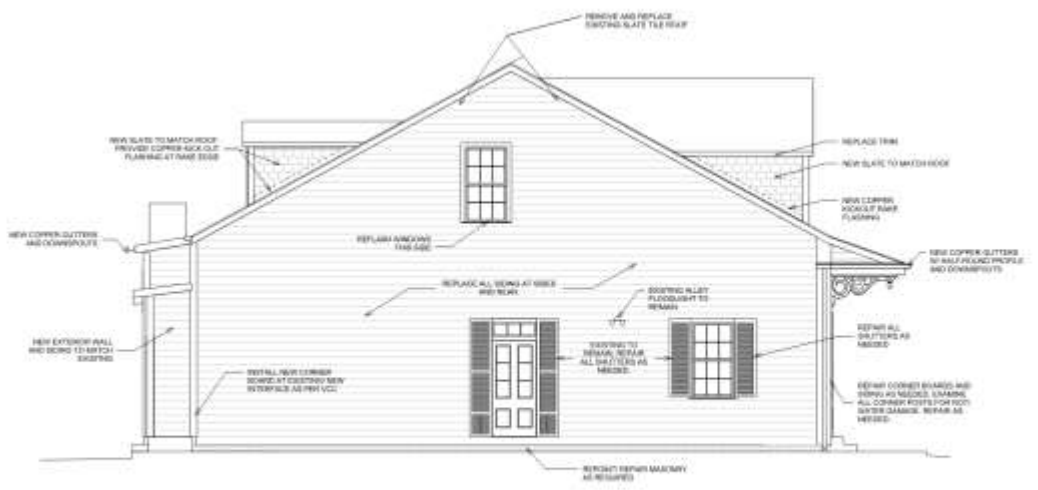 REMOVE AND REPLACE
EXISTING SLATE TILE ROOF
NEW SLATE TO MATCH ROOF
PROVIDE COPPER KICK OUT
FLASHING AT RAKE EDGE
REPLACE TRIM
NEW SLATE TO MATCH ROOF
NEW COPPER
KICKOUT RAKE
FLASHING
NEW COPPER GUTTERS
AND DOWNSPOUTS
REFLASH WINDOWS
THIS SIDE
NEW COPPER GUTTERS
W/ HALF-ROUND PROFILE
AND DOWNSPOUTS
REPLACE ALL SIDING AT SIDES
AND REAR
EXISTING ALLEY
FLOODLIGHT TO
REMAIN
NEW EXTERIOR WALL
AND SIDING TO MATCH
EXISTING
EXISTING TO
REMAIN, REPAIR
ALL SHUTTERS AS
NEEDED
REPAIR ALL
SHUTTERS AS
NEEDED
INSTALL NEW CORNER
BOARD AT EXISTING/ NEW
INTERFACE AS PER VCC
REPAIR CORNER BOARDS AND
SIDING AS NEEDED. EXAMINE
ALL CORNER POSTS FOR ROT/
WATER DAMAGE. REPAIR AS
NEEDED.
REPOINT/ REPAIR MASONRY
AS REQUIRED